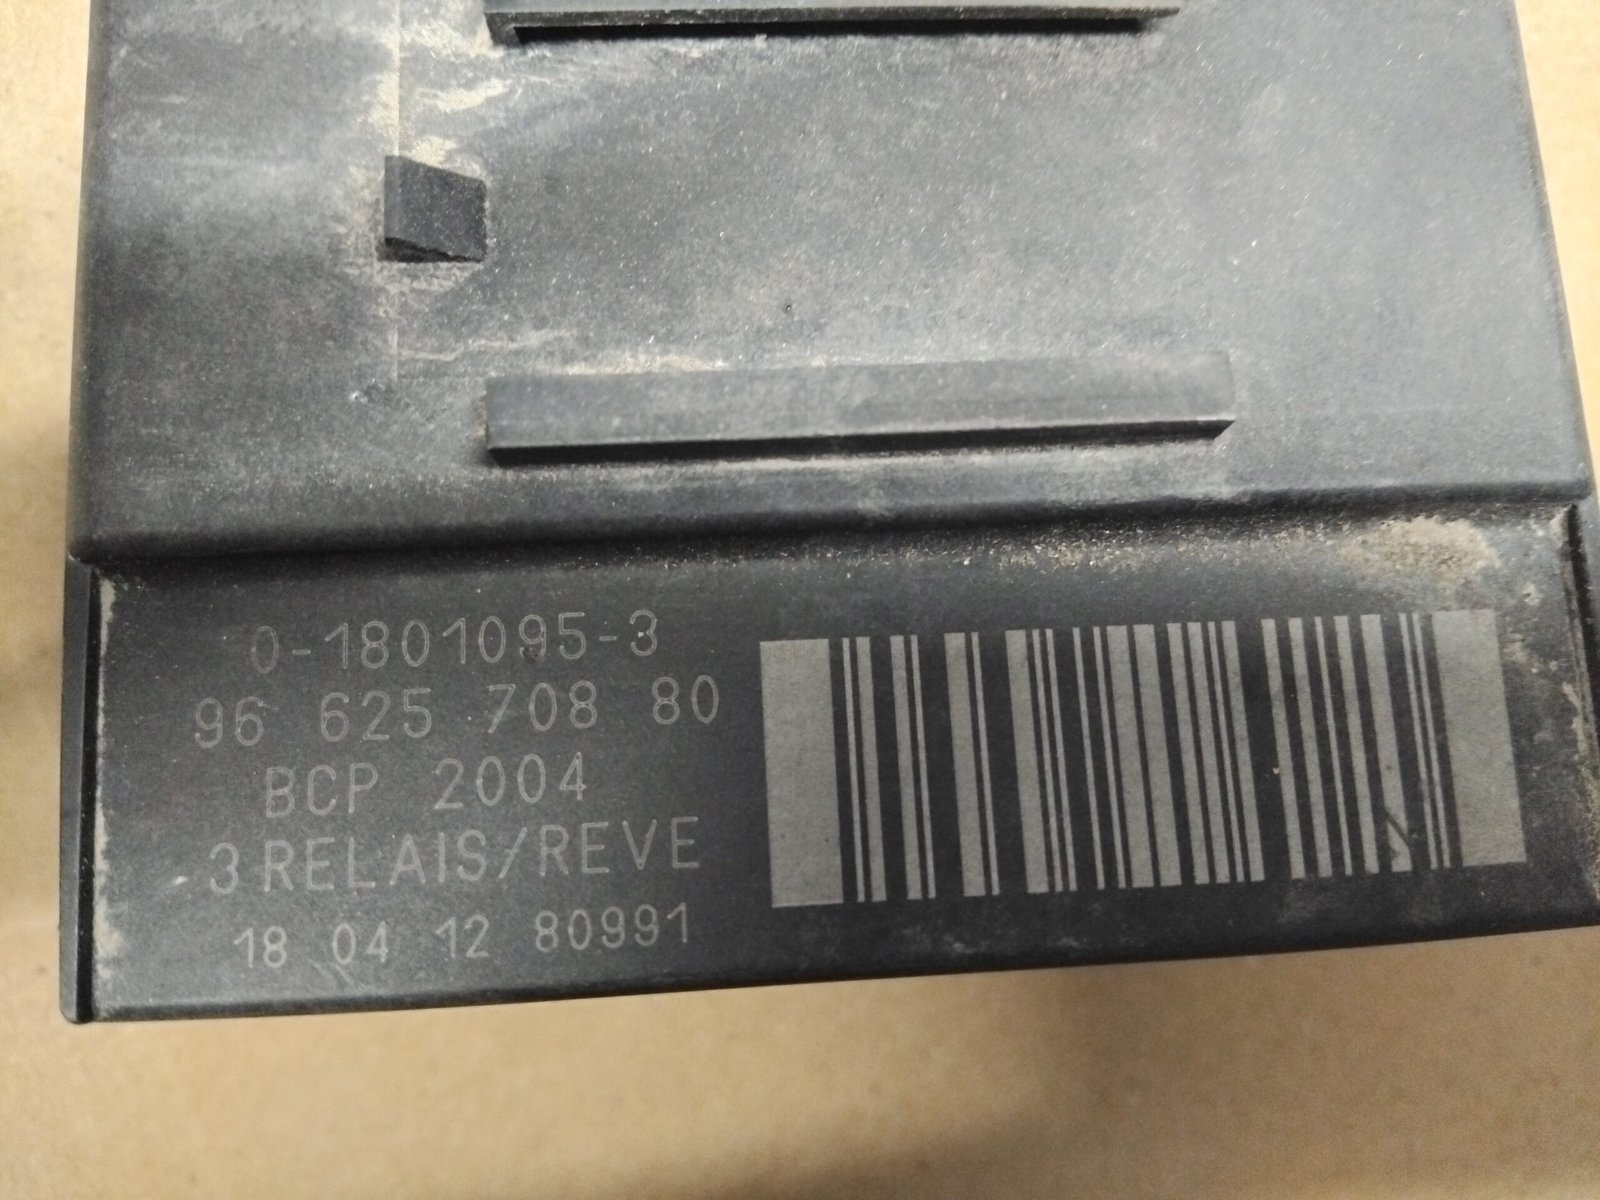 0-1801095-3
96 625 708 80
BCP 2004
3 RELAIS/REVE
18 04 12 80991